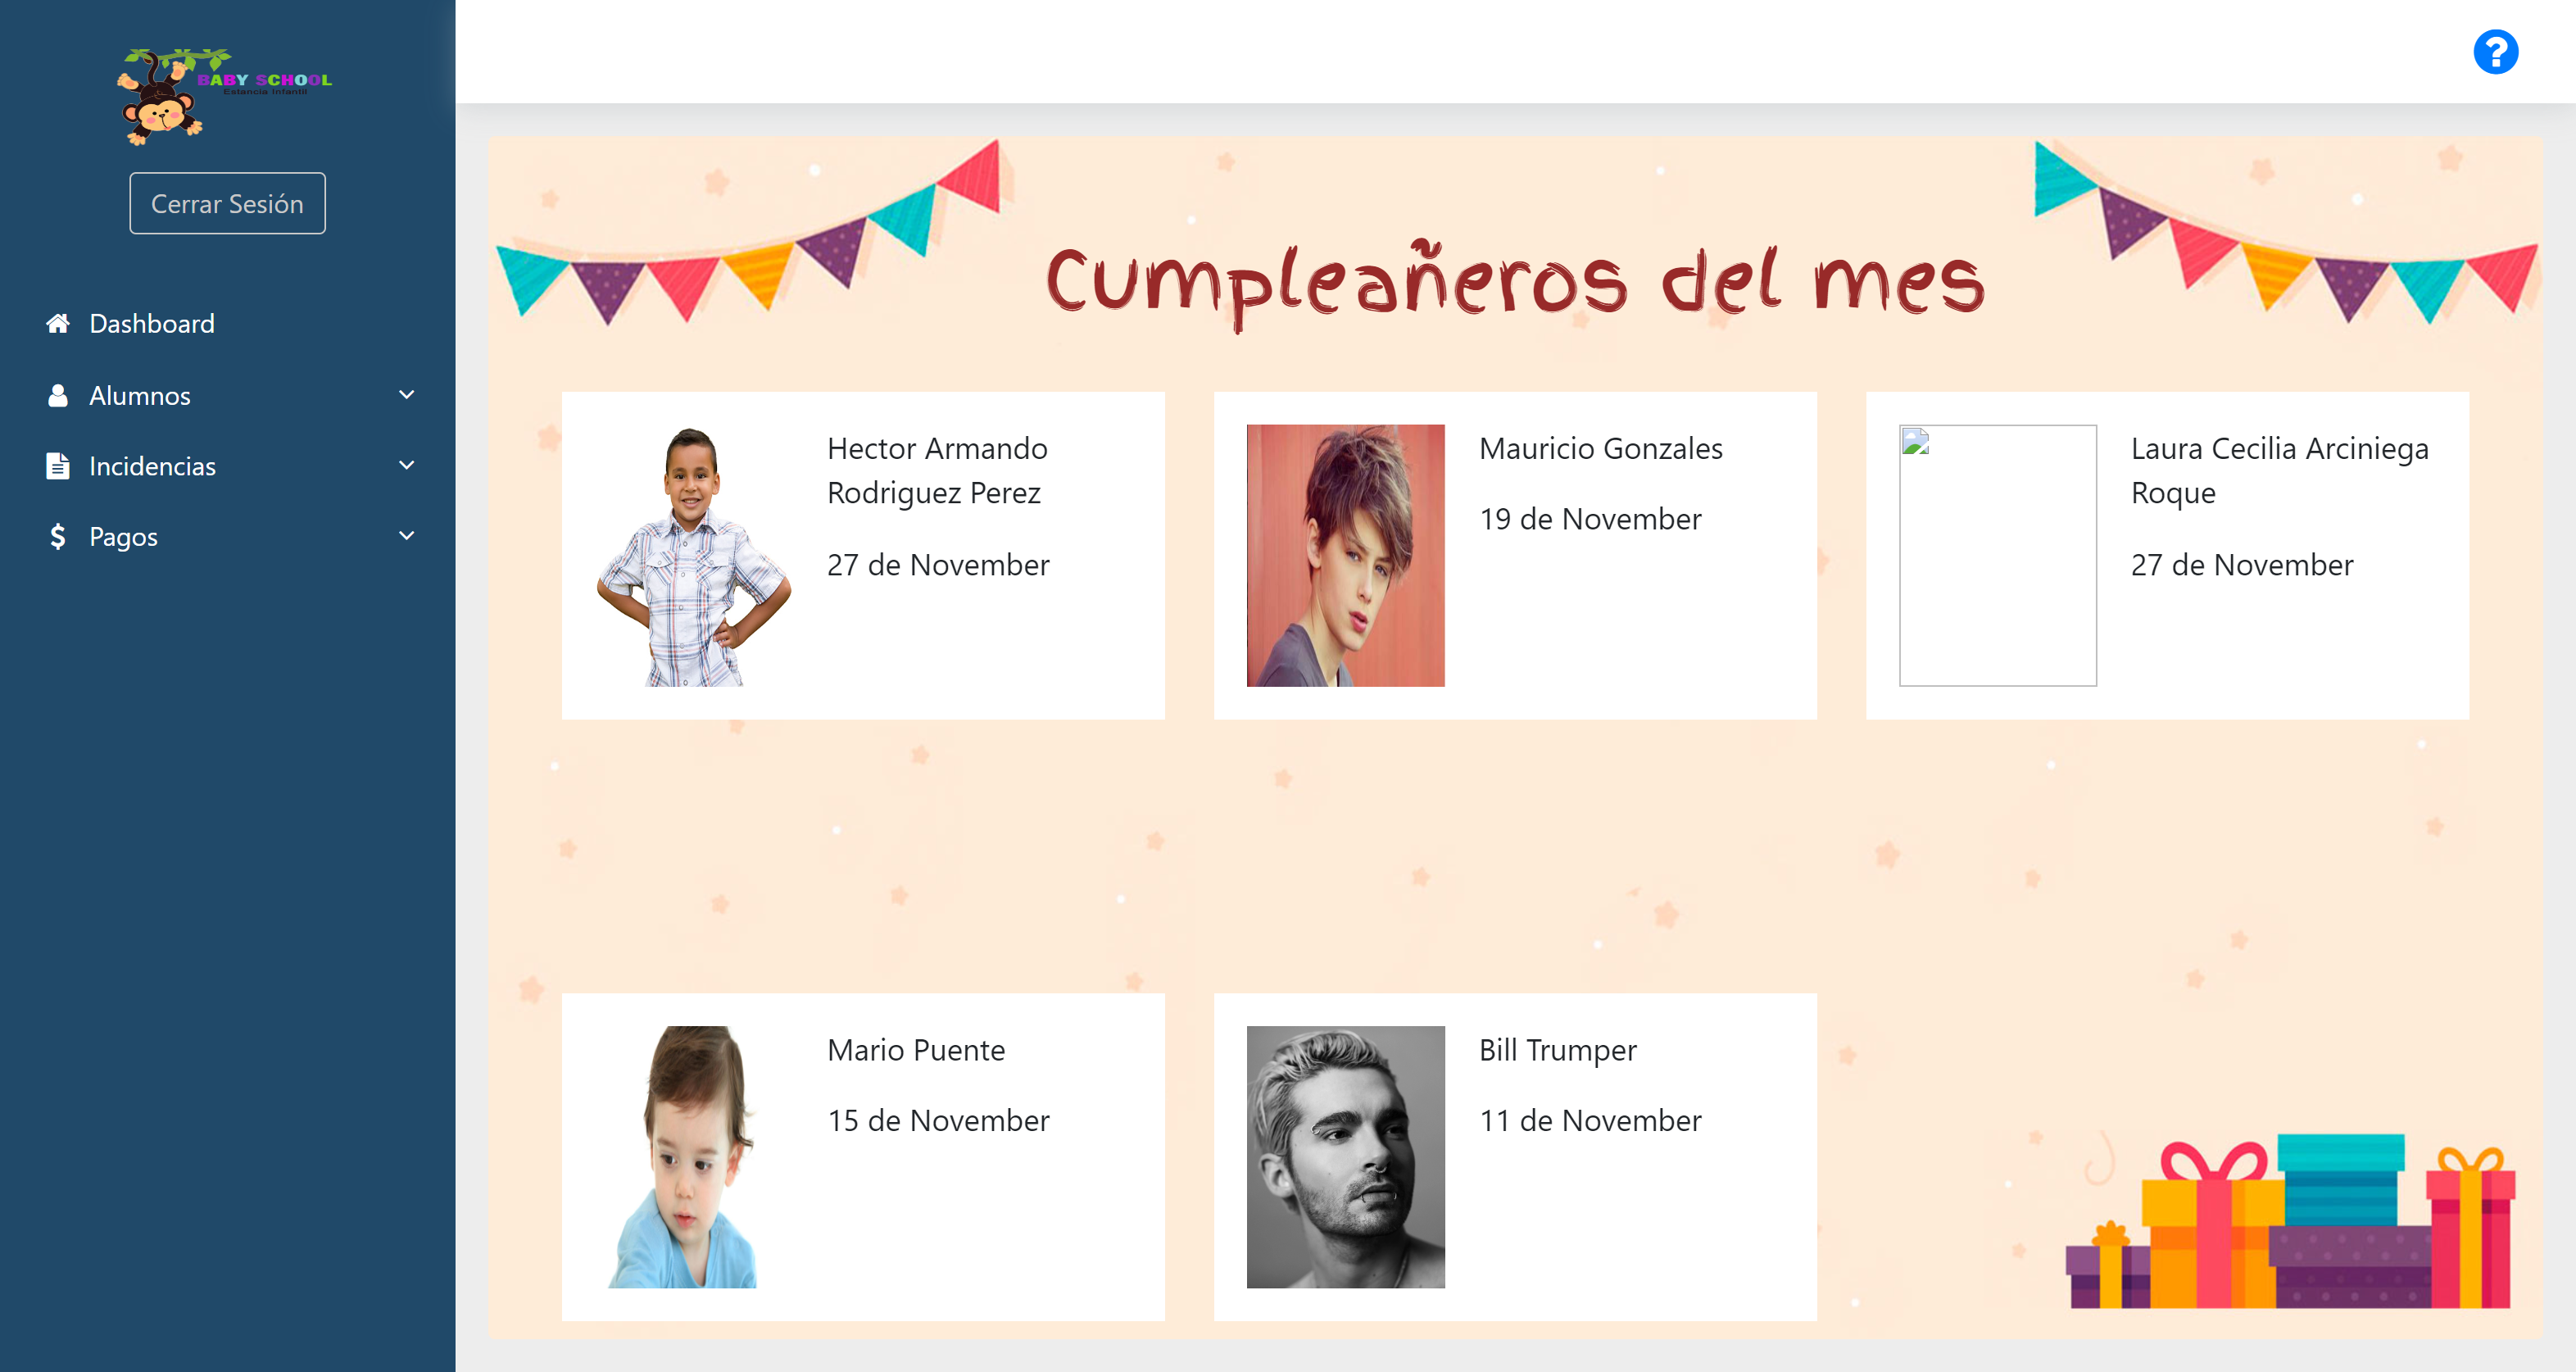 BABY SCHOOL
Estancia Infantil
Cerrar Sesión
Dashboard
Alumnos
Incidencias
Pagos
Cumpleañeros del mes
Hector Armando
Rodriguez Perez
27 de November
Mauricio Gonzales
19 de November
Laura Cecilia Arciniega
Roque
27 de November
Mario Puente
15 de November
Bill Trumper
11 de November